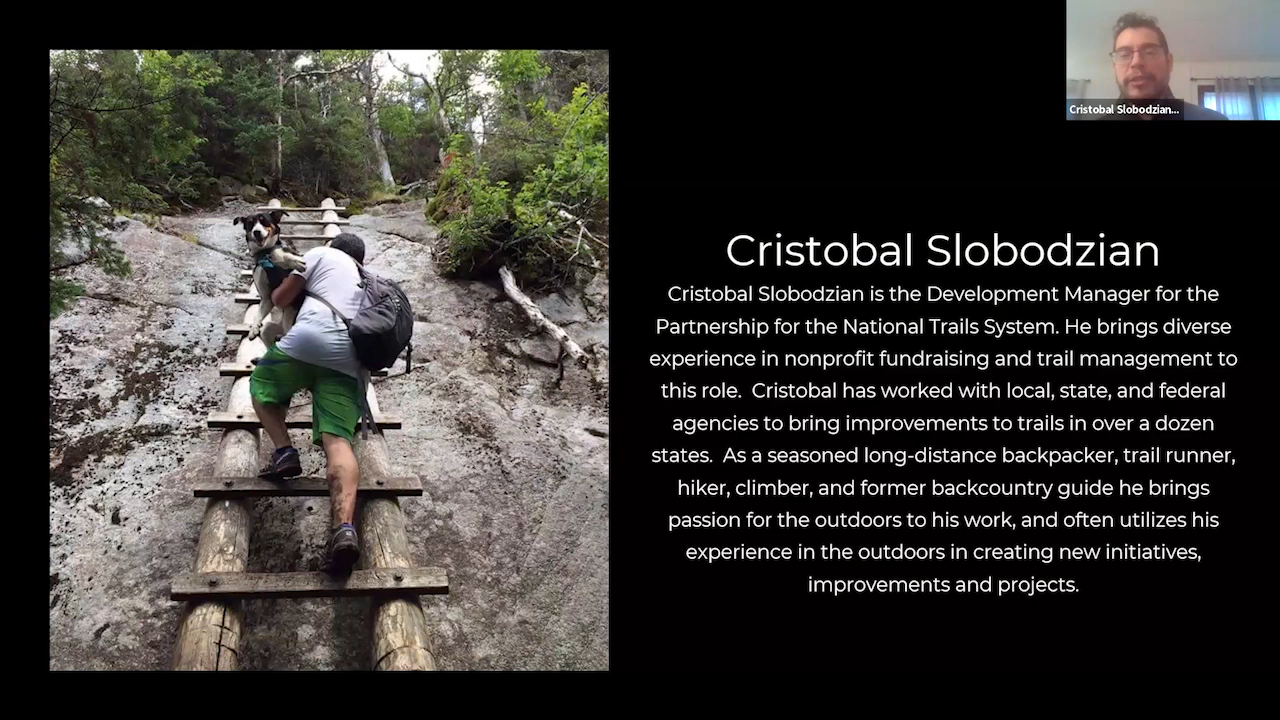 Cristobal Slobodzian...
Cristobal Slobodzian
Cristobal Slobodzian is the Development Manager for the
Partnership for the National Trails System. He brings diverse
experience in nonprofit fundraising and trail management to
this role.  Cristobal has worked with local, state, and federal
agencies to bring improvements to trails in over a dozen
states.  As a seasoned long-distance backpacker, trail runner,
hiker, climber, and former backcountry guide he brings
passion for the outdoors to his work, and often utilizes his
experience in the outdoors in creating new initiatives,
improvements and projects.